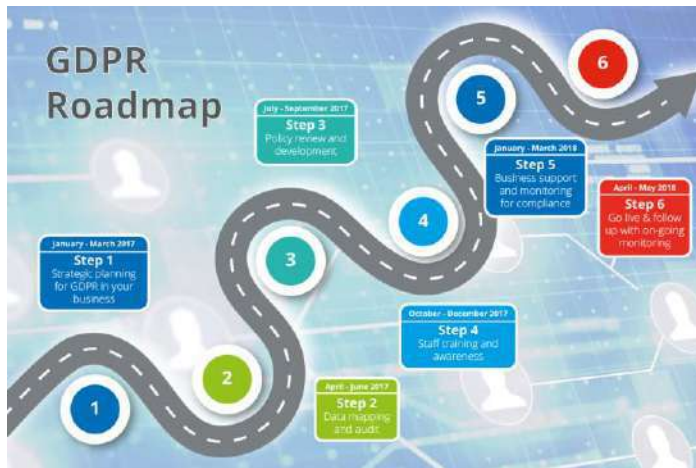 GDPR
Roadmap
January - March 2017
Step 1
Strategic planning
for GDPR in your
business
1
April - June 2017
Step 2
Data mapping
and audit
2
July - September 2017
Step 3
Policy review and
development
3
October - December 2017
Step 4
Staff training and
awareness
4
January - March 2018
Step 5
Business support
and monitoring
for compliance
5
April - May 2018
Step 6
Go live & follow
up with on-going
monitoring
6